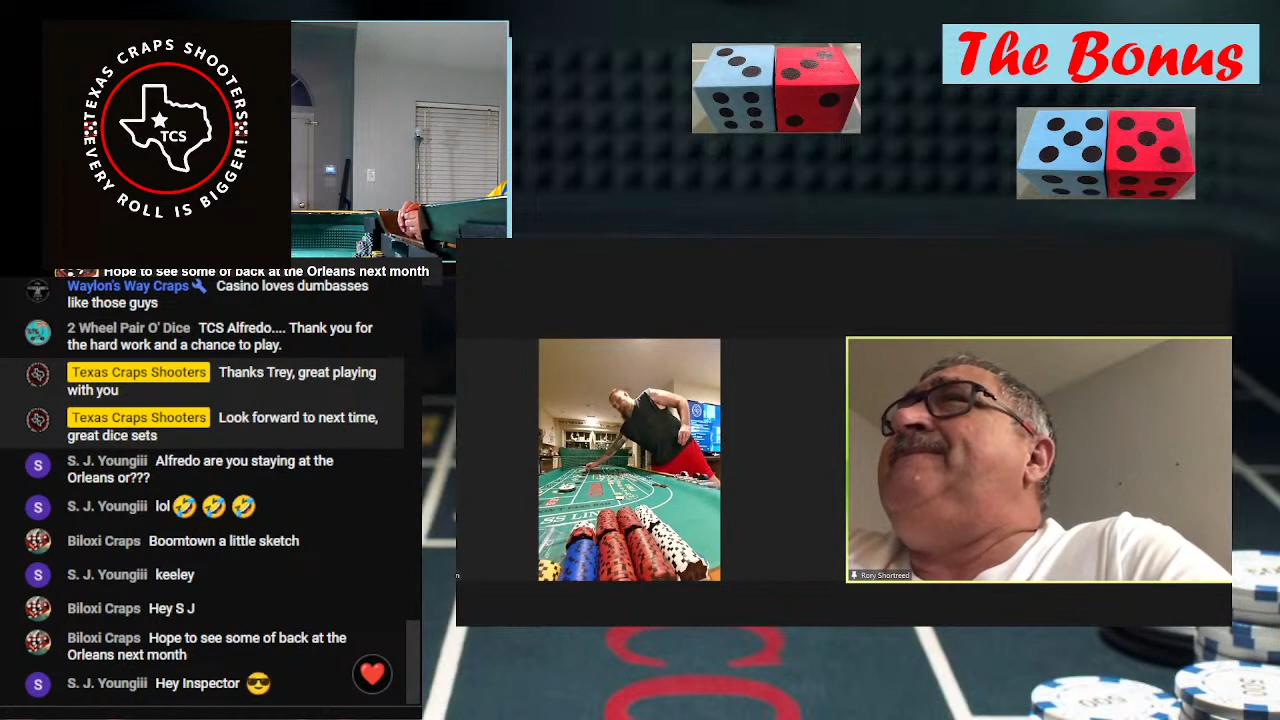 TEXAS CRAPS SHOOTERS
TCS
EVERY ROLL IS BIGGER!
The Bonus
Hope to see some of back at the Orleans next month
Waylon's Way Craps Casino loves dumbasses
like those guys
2 Wheel Pair O' Dice TCS Alfredo.... Thank you for
the hard work and a chance to play.
Texas Craps Shooters Thanks Trey, great playing
with you
Texas Craps Shooters Look forward to next time,
great dice sets
S S. J. Youngiii Alfredo are you staying at the
Orleans or???
S S. J. Youngiii lol 🤣 🤣 🤣
Biloxi Craps Boomtown a little sketch
S S. J. Youngiii keeley
Biloxi Craps Hey S J
Biloxi Craps Hope to see some of back at the
Orleans next month
S S. J. Youngiii Hey Inspector 😎
Rory Shortreed